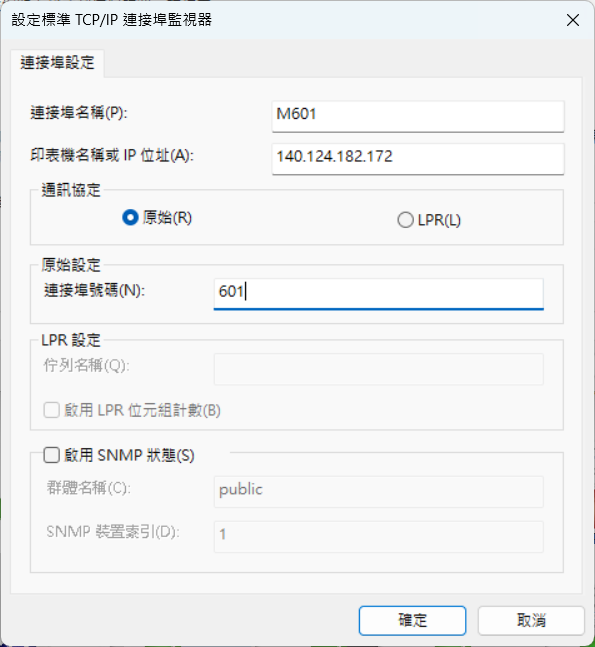 設定標準 TCP/IP 連接埠監視器
連接埠設定
連接埠名稱(P):
M601
印表機名稱或 IP 位址(A):
140.124.182.172
通訊協定
原始(R)
LPR(L)
原始設定
連接埠號碼(N):
601
LPR 設定
佇列名稱(Q):
啟用 LPR 位元組計數(B)
啟用 SNMP 狀態(S)
群體名稱(C):
public
SNMP 裝置索引(D):
1
確定
取消